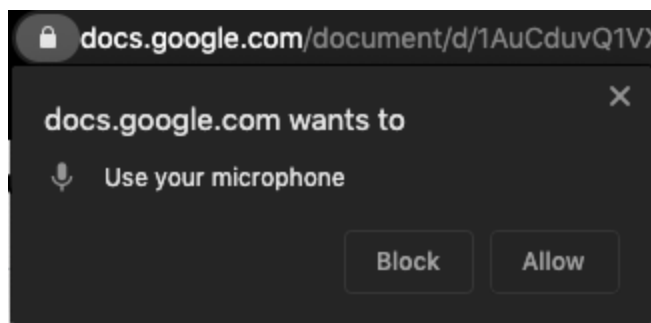 docs.google.com/document/d/1AuCduvQ1V
docs.google.com wants to
Use your microphone
Block
Allow